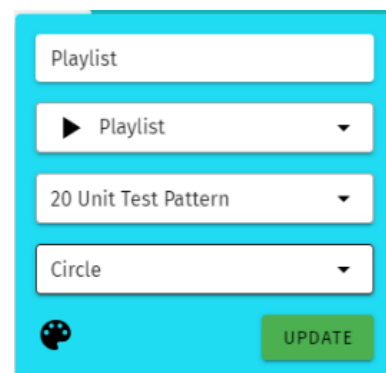 Playlist
Playlist
20 Unit Test Pattern
Circle
UPDATE